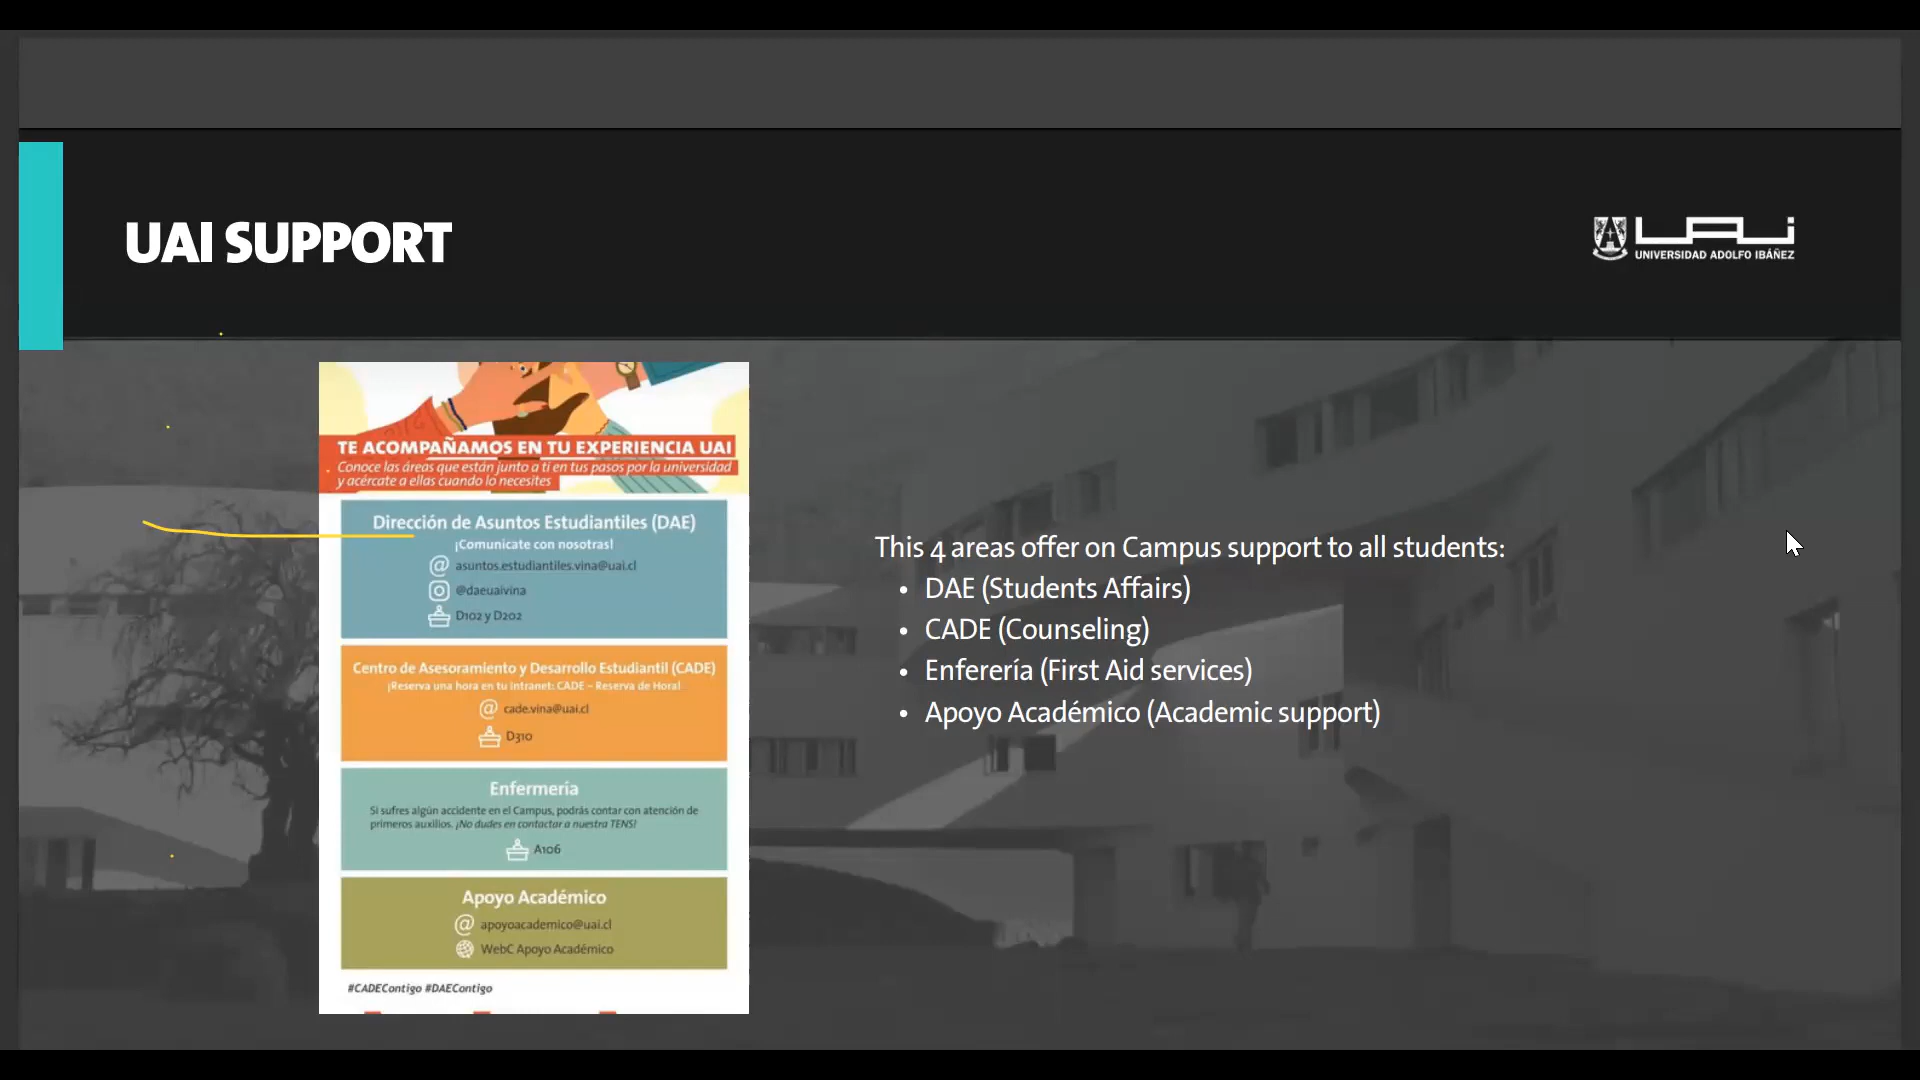 UAI SUPPORT
UAi
UNIVERSIDAD ADOLFO IBÁÑEZ
TE ACOMPAÑAMOS EN TU EXPERIENCIA UAI
Conoce las áreas que están junto a ti en tus pasos por la universidad
y acércate a ellas cuando lo necesites
Dirección de Asuntos Estudiantiles (DAE)
¡Comunicate con nosotras!
@ asuntos.estudiantiles.vina@uai.cl
@daeuaivina
D102 y D202
Centro de Asesoramiento y Desarrollo Estudiantil (CADE)
¡Reserva una hora en tu Intranet: CADE – Reserva de Hora!
@ cade.vina@uai.cl
D310
Enfermería
Si sufres algún accidente en el Campus, podrás contar con atención de
primeros auxilios. ¡No dudes en contactar a nuestra TENS!
A106
Apoyo Académico
@ apoyoacademico@uai.cl
WebC Apoyo Académico
#CADEContigo #DAEContigo
This 4 areas offer on Campus support to all students:
• DAE (Students Affairs)
• CADE (Counseling)
• Enferería (First Aid services)
• Apoyo Académico (Academic support)